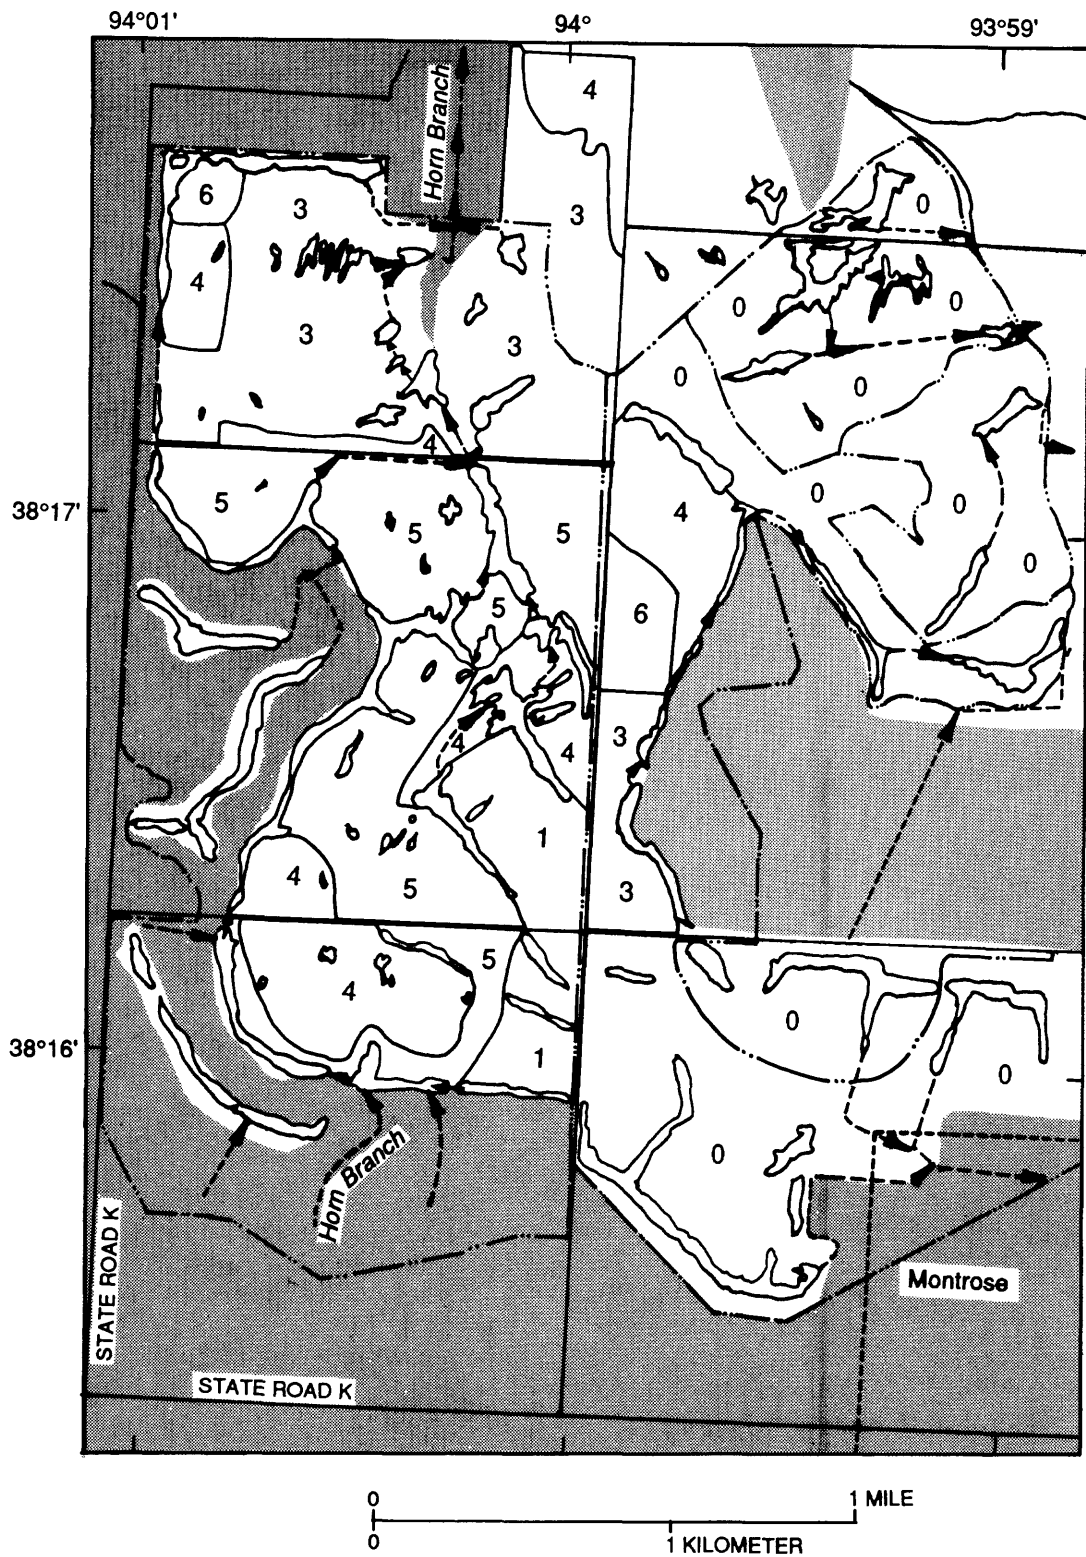 94°01' 94° 93°59'
Horn Branch
4
6 3 3 0
4 0 0
3 3 0 0
4
38°17' 5 5 5 4 0 0
0
5 6
4 4 3
1
4 5 3
5
4 0
38°16' 1 0
0
Horn Branch
STATE ROAD K
Montrose
STATE ROAD K
0 1 MILE
0 1 KILOMETER